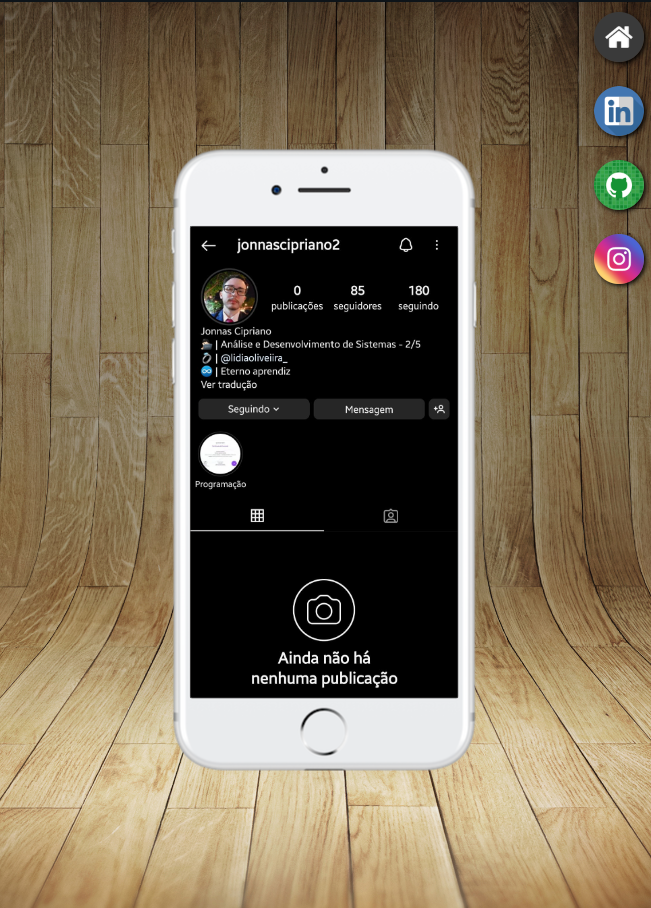 jonnascipriano2
0 85 180
publicações seguidores seguindo
Jonnas Cipriano
| Análise e Desenvolvimento de Sistemas - 2/5
| @lidiaoliveiira_
| Eterno aprendiz
Ver tradução
Seguindo Mensagem
Programação
Ainda não há
nenhuma publicação
in